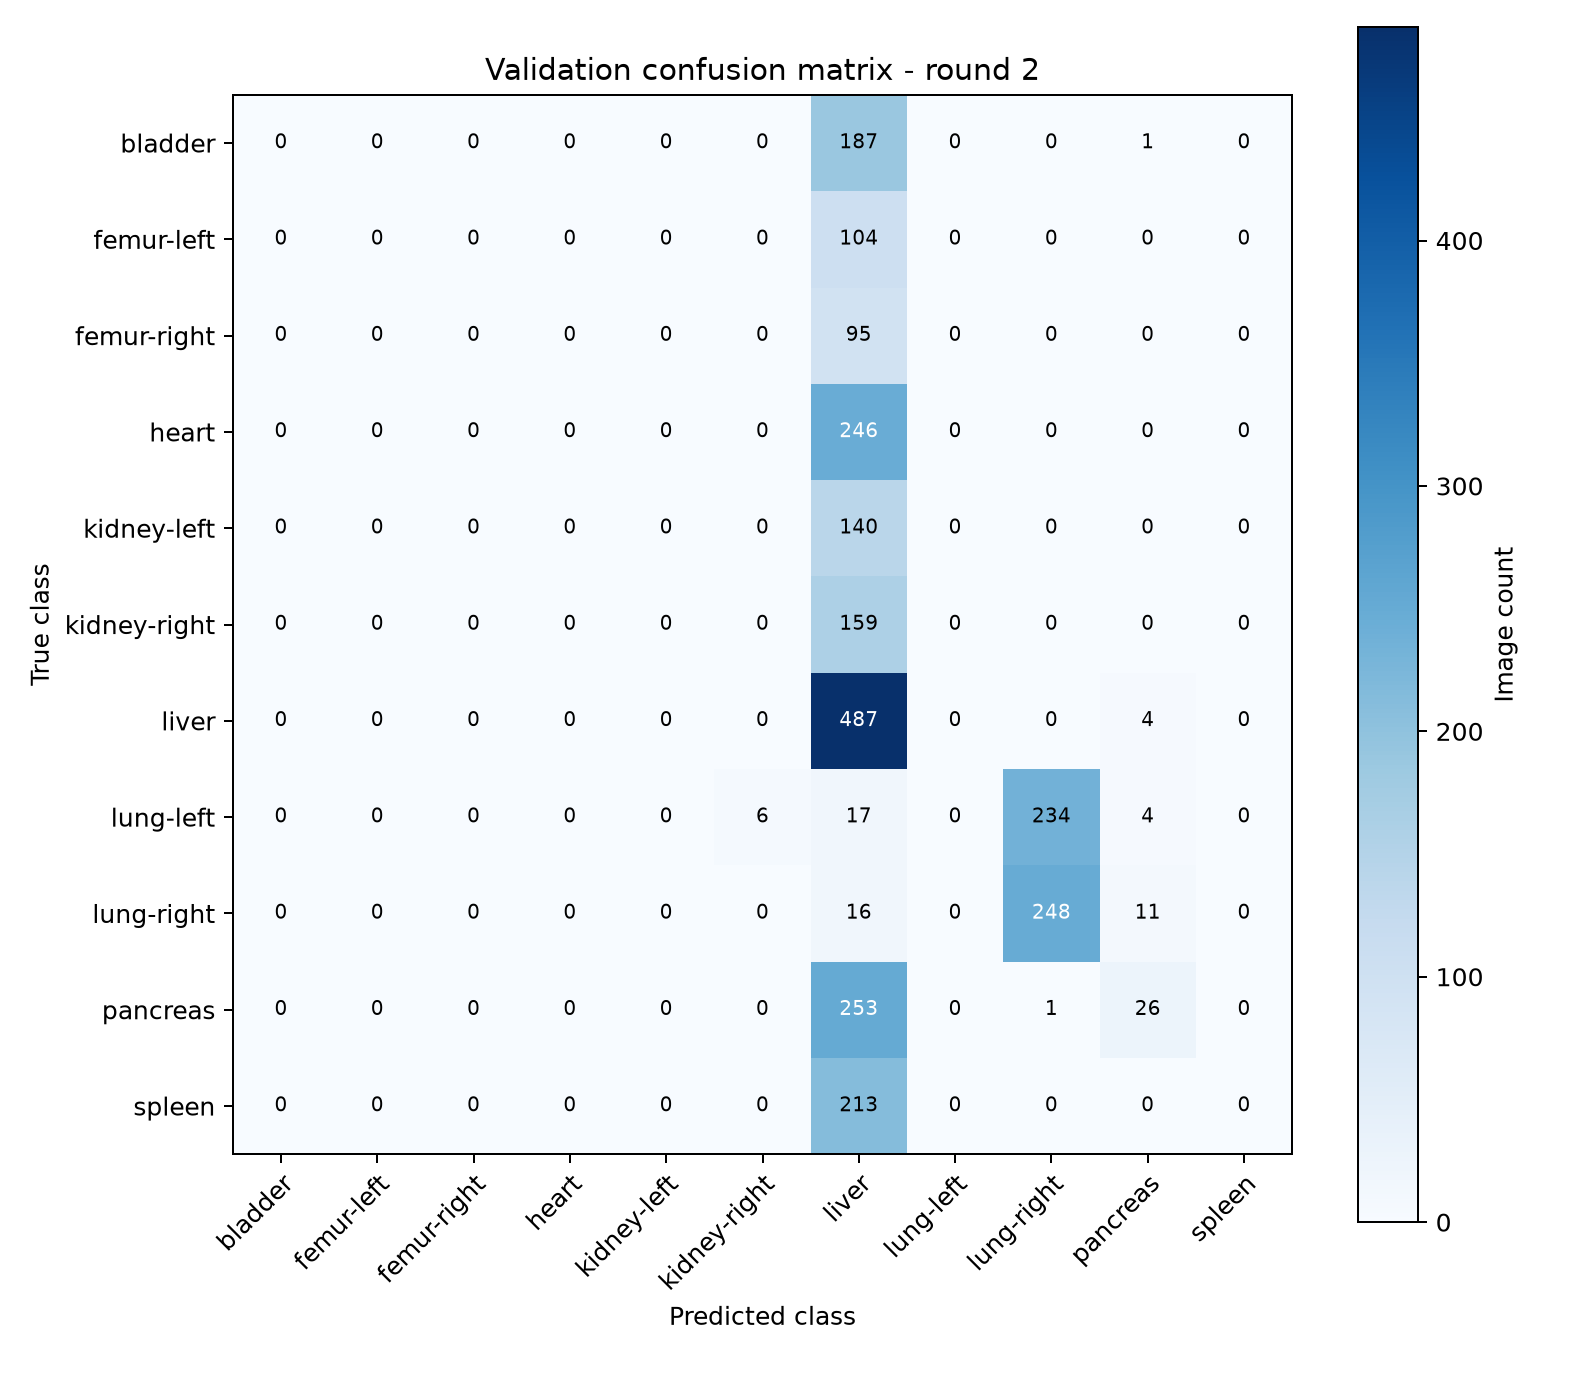 Validation confusion matrix - round 2
bladder 0 0 0 0 0 0 187 0 0 1 0
femur-left 0 0 0 0 0 0 104 0 0 0 0
femur-right 0 0 0 0 0 0 95 0 0 0 0
heart 0 0 0 0 0 0 246 0 0 0 0
kidney-left 0 0 0 0 0 0 140 0 0 0 0
kidney-right 0 0 0 0 0 0 159 0 0 0 0
liver 0 0 0 0 0 0 487 0 0 4 0
lung-left 0 0 0 0 0 6 17 0 234 4 0
lung-right 0 0 0 0 0 0 16 0 248 11 0
pancreas 0 0 0 0 0 0 253 0 1 26 0
spleen 0 0 0 0 0 0 213 0 0 0 0
bladder femur-left femur-right heart kidney-left kidney-right liver lung-left lung-right pancreas spleen
Predicted class
True class
400
300
200
100
0
Image count